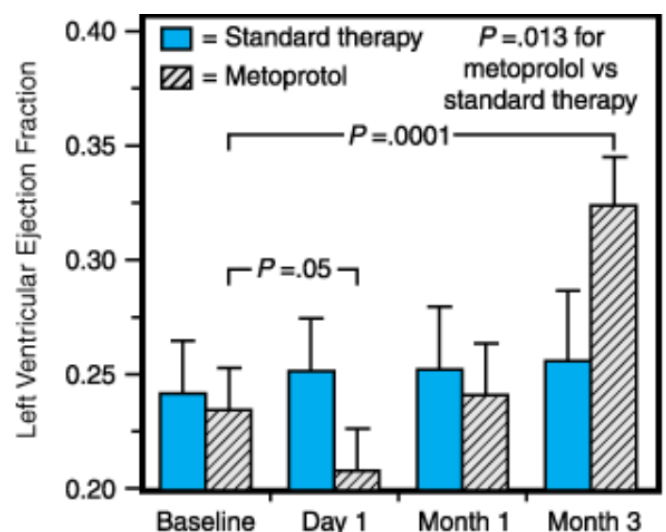 0.40
0.35
0.30
0.25
0.20
Left Ventricular Ejection Fraction
= Standard therapy
= Metoprotol
P=.013 for
metoprolol vs
standard therapy
P=.0001
P=.05
Baseline Day 1 Month 1 Month 3